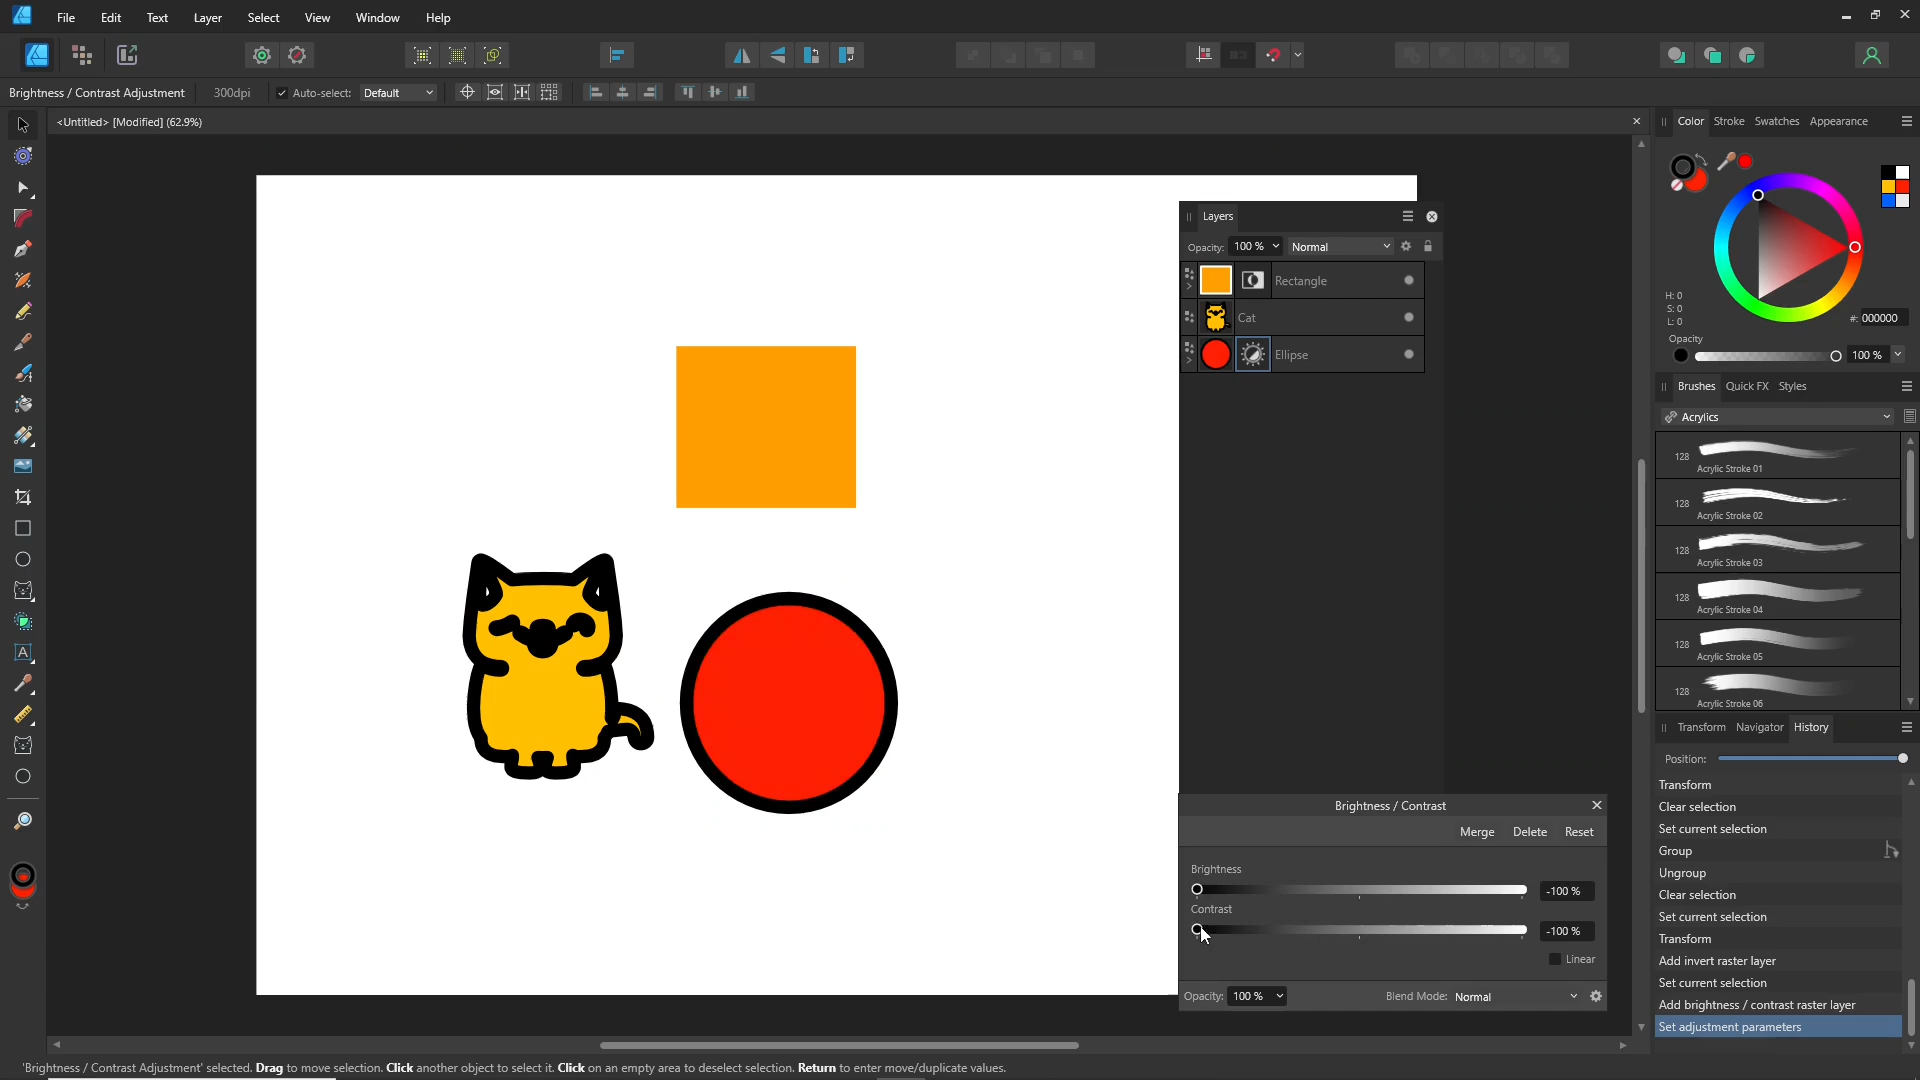 File Edit Text Layer Select View Window Help
Brightness / Contrast Adjustment 300dpi Auto-select: Default
<Untitled> [Modified] (62.9%)
Color Stroke Swatches Appearance
H: 0
S: 0
L: 0
#: 000000
Opacity
100 %
Layers
Opacity: 100 % Normal
Rectangle
Cat
Ellipse
Brushes Quick FX Styles
Acrylics
128 Acrylic Stroke 01
128 Acrylic Stroke 02
128 Acrylic Stroke 03
128 Acrylic Stroke 04
128 Acrylic Stroke 05
128 Acrylic Stroke 06
Transform Navigator History
Position:
Transform
Clear selection
Set current selection
Group
Ungroup
Clear selection
Set current selection
Transform
Add invert raster layer
Set current selection
Add brightness / contrast raster layer
Set adjustment parameters
Brightness / Contrast
Merge Delete Reset
Brightness
-100 %
Contrast
-100 %
Linear
Opacity: 100 % Blend Mode: Normal
'Brightness / Contrast Adjustment' selected. Drag to move selection. Click another object to select it. Click on an empty area to deselect selection. Return to enter move/duplicate values.